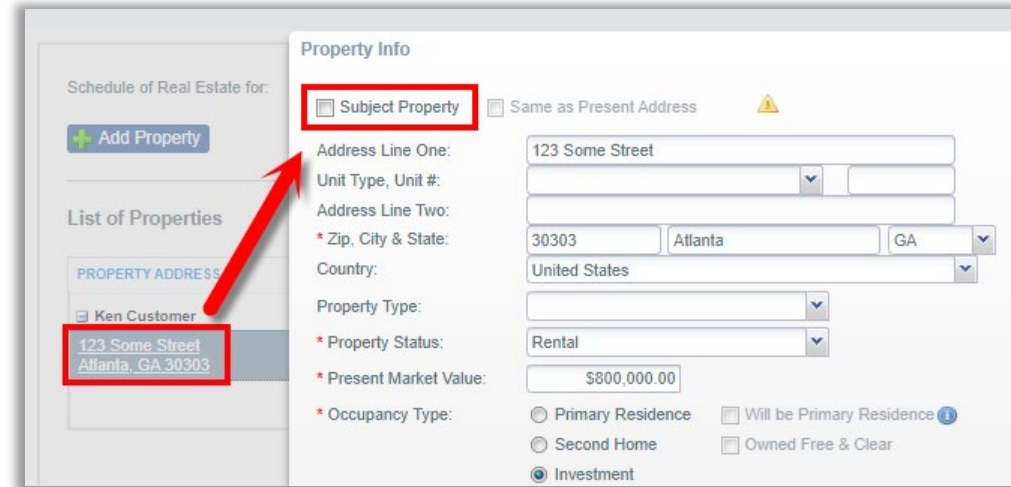 Schedule of Real Estate for:
Add Property
List of Properties
PROPERTY ADDRESS
Ken Customer
123 Some Street
Atlanta, GA 30303
Property Info
Subject Property Same as Present Address
Address Line One: 123 Some Street
Unit Type, Unit #:
Address Line Two:
* Zip, City & State: 30303 Atlanta GA
Country: United States
Property Type:
* Property Status: Rental
* Present Market Value: $800,000.00
* Occupancy Type: Primary Residence Will be Primary Residence
Second Home Owned Free & Clear
Investment